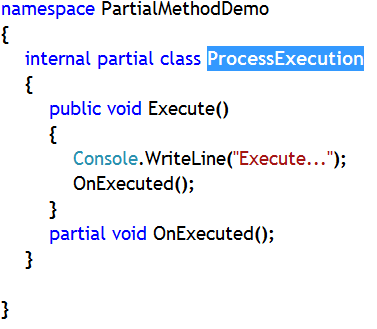 namespace PartialMethodDemo
{
internal partial class ProcessExecution
{
public void Execute()
{
Console.WriteLine("Execute...");
OnExecuted();
}
partial void OnExecuted();
}
}